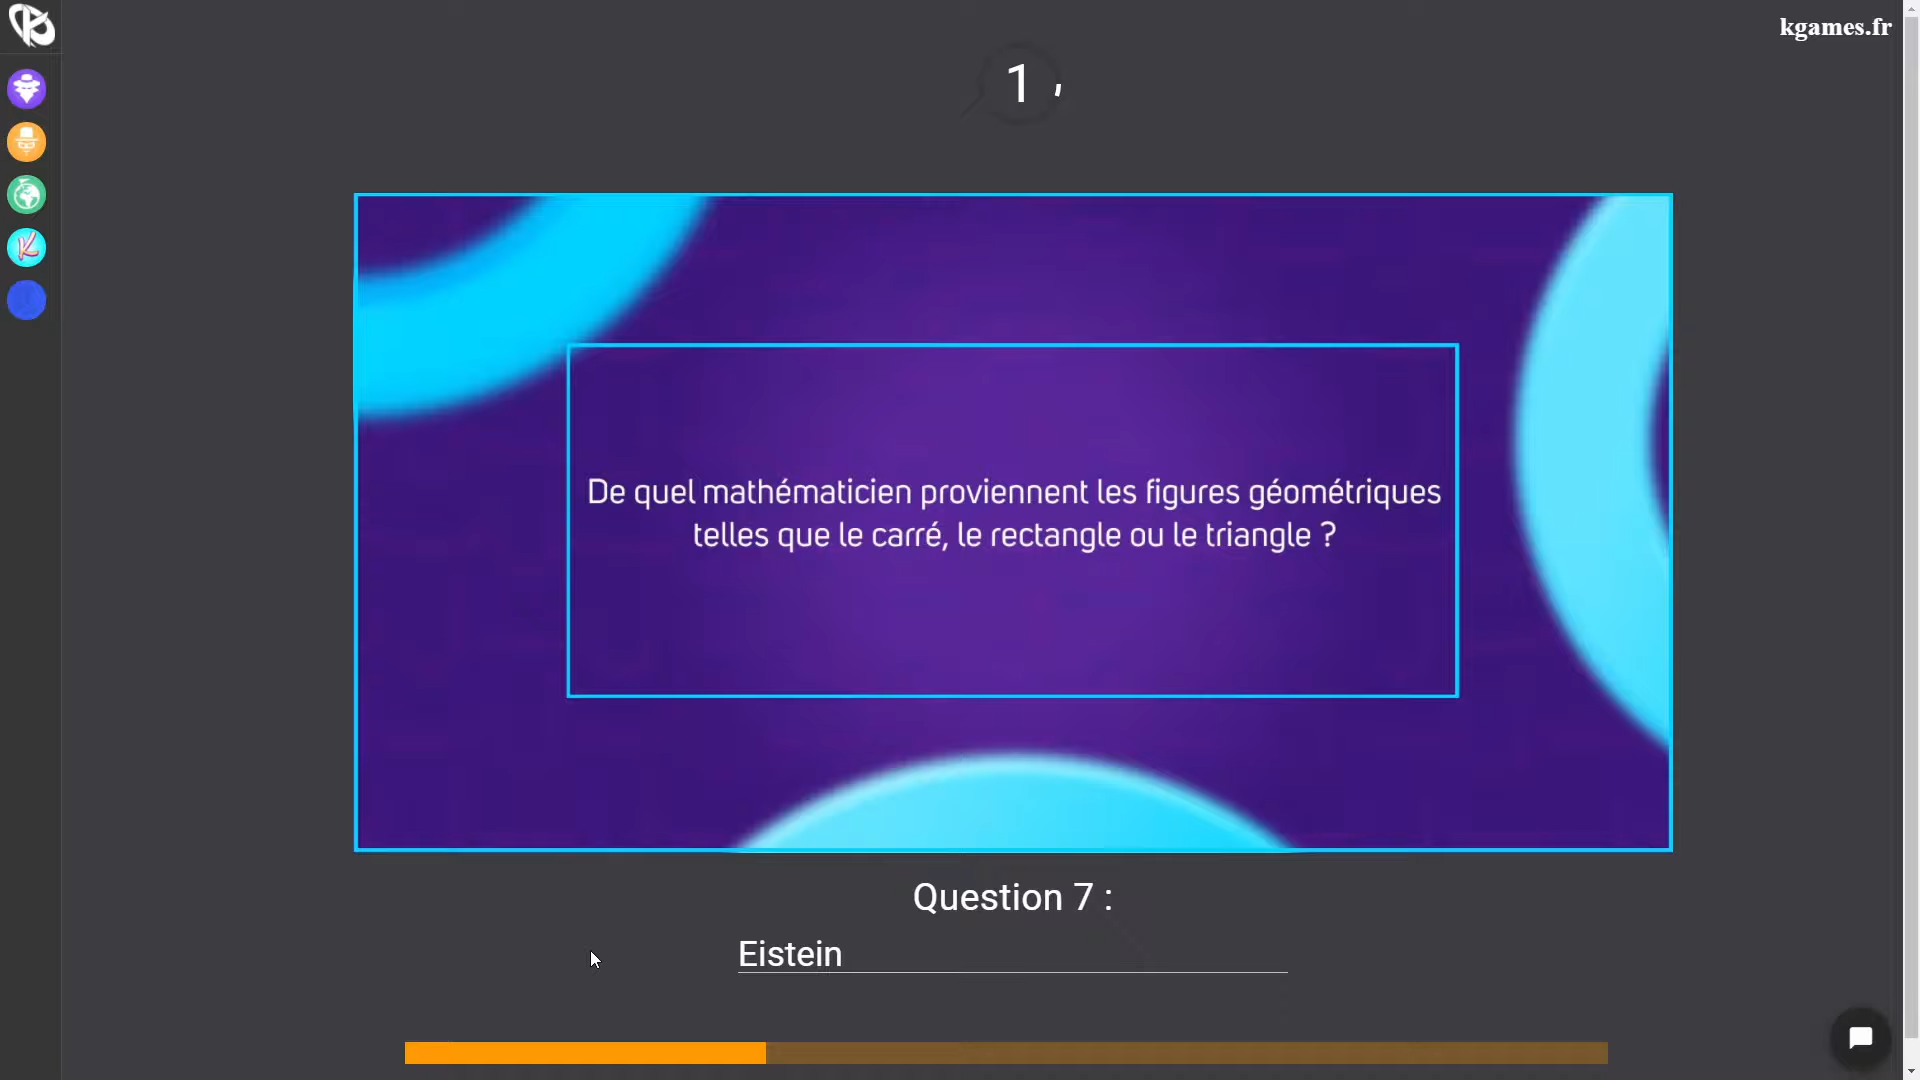 kgames.fr
1
De quel mathématicien proviennent les figures géométriques
telles que le carré, le rectangle ou le triangle ?
Question 7 :
Eistein